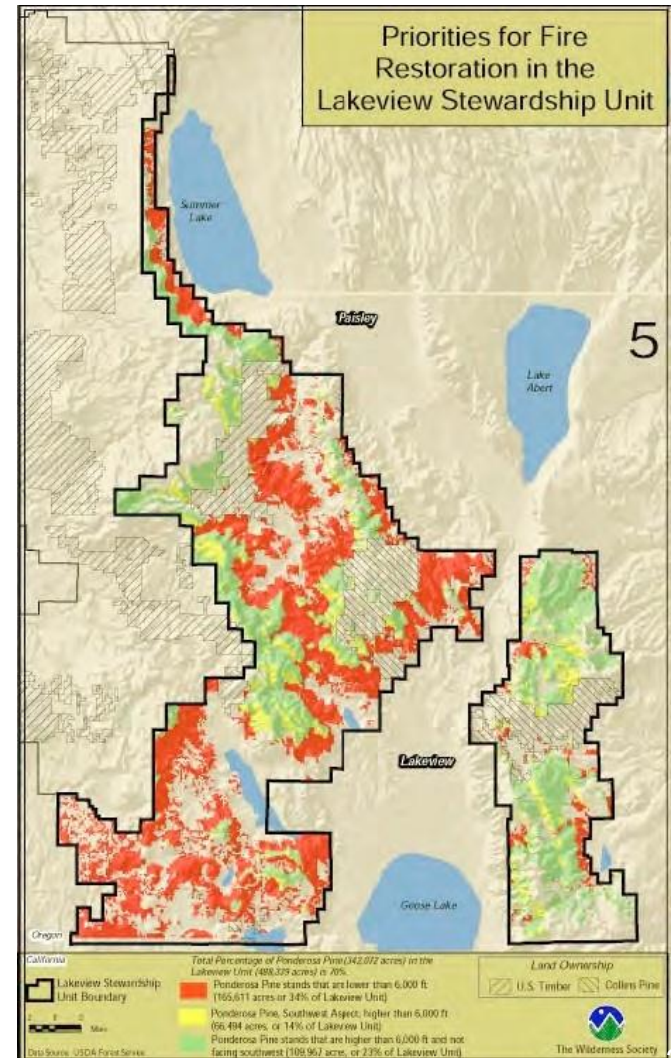 Priorities for Fire
Restoration in the
Lakeview Stewardship Unit
Summer
Lake
Paisley
5
Lake
Abert
Lakeview
Goose Lake
Oregon
California
Total Percentage of Ponderosa Pine (342,072 acres) in the
Lakeview Unit (488,329 acres) is 70%.
Lakeview Stewardship
Unit Boundary
Ponderosa Pine stands that are lower than 6,000 ft
(165,611 acres or 34% of Lakeview Unit)
Ponderosa Pine, Southwest Aspect; higher than 6,000 ft
(66,494 acres, or 14% of Lakeview Unit)
Ponderosa Pine stands that are higher than 6,000 ft and not
facing southwest (109,967 acres, or 23% of Lakeview Unit)
Miles
Data Source: USDA Forest Service
Land Ownership
U.S. Timber
Collins Pine
The Wilderness Society